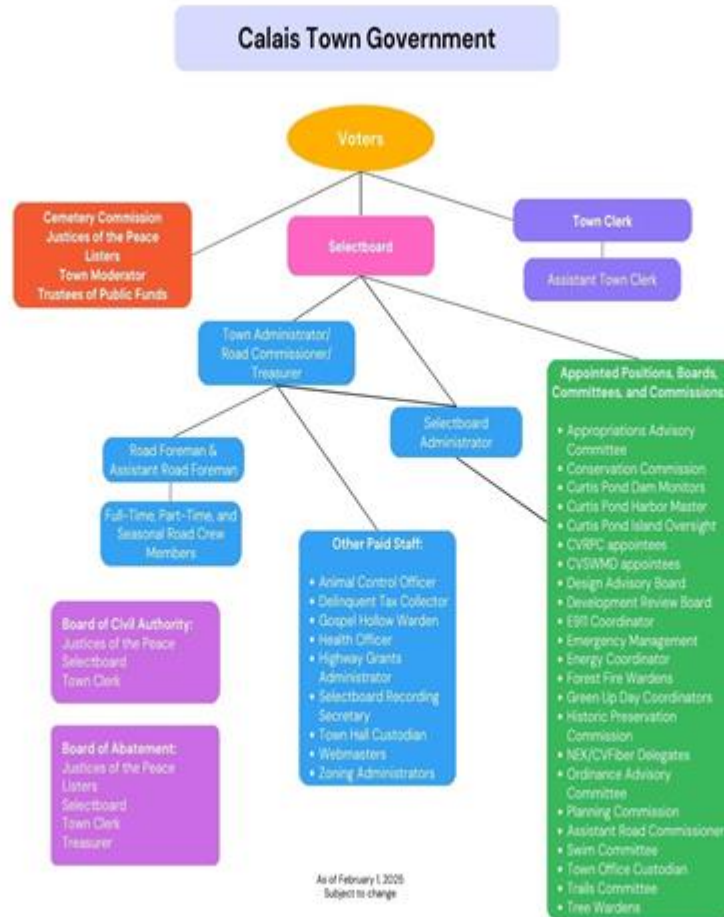 Calais Town Government
Voters
Cemetery Commission
Justices of the Peace
Listers
Town Moderator
Trustees of Public Funds
Selectboard
Town Clerk
Assistant Town Clerk
Town Administrator/
Road Commissioner/
Treasurer
Selectboard
Administrator
Road Foreman &
Assistant Road Foreman
Full-Time, Part-Time, and
Seasonal Road Crew
Members
Other Paid Staff:
• Animal Control Officer
• Delinquent Tax Collector
• Gospel Hollow Warden
• Health Officer
• Highway Grants
Administrator
• Selectboard Recording
Secretary
• Town Hall Custodian
• Webmasters
• Zoning Administrators
Appointed Positions, Boards,
Committees, and Commissions
• Appropriations Advisory
Committee
• Conservation Commission
• Curtis Pond Dam Monitors
• Curtis Pond Harbor Master
• Curtis Pond Island Oversight
• CVRPC appointees
• CVSWMD appointees
• Design Advisory Board
• Development Review Board
• E911 Coordinator
• Emergency Management
• Energy Coordinator
• Forest Fire Wardens
• Green Up Day Coordinators
• Historic Preservation
Commission
• NEK/CVFiber Delegates
• Ordinance Advisory
Committee
• Planning Commission
• Assistant Road Commissioner
• Swim Committee
• Town Office Custodian
• Trails Committee
• Tree Wardens
Board of Civil Authority:
Justices of the Peace
Selectboard
Town Clerk
Board of Abatement:
Justices of the Peace
Listers
Selectboard
Town Clerk
Treasurer
As of February 1, 2025
Subject to change